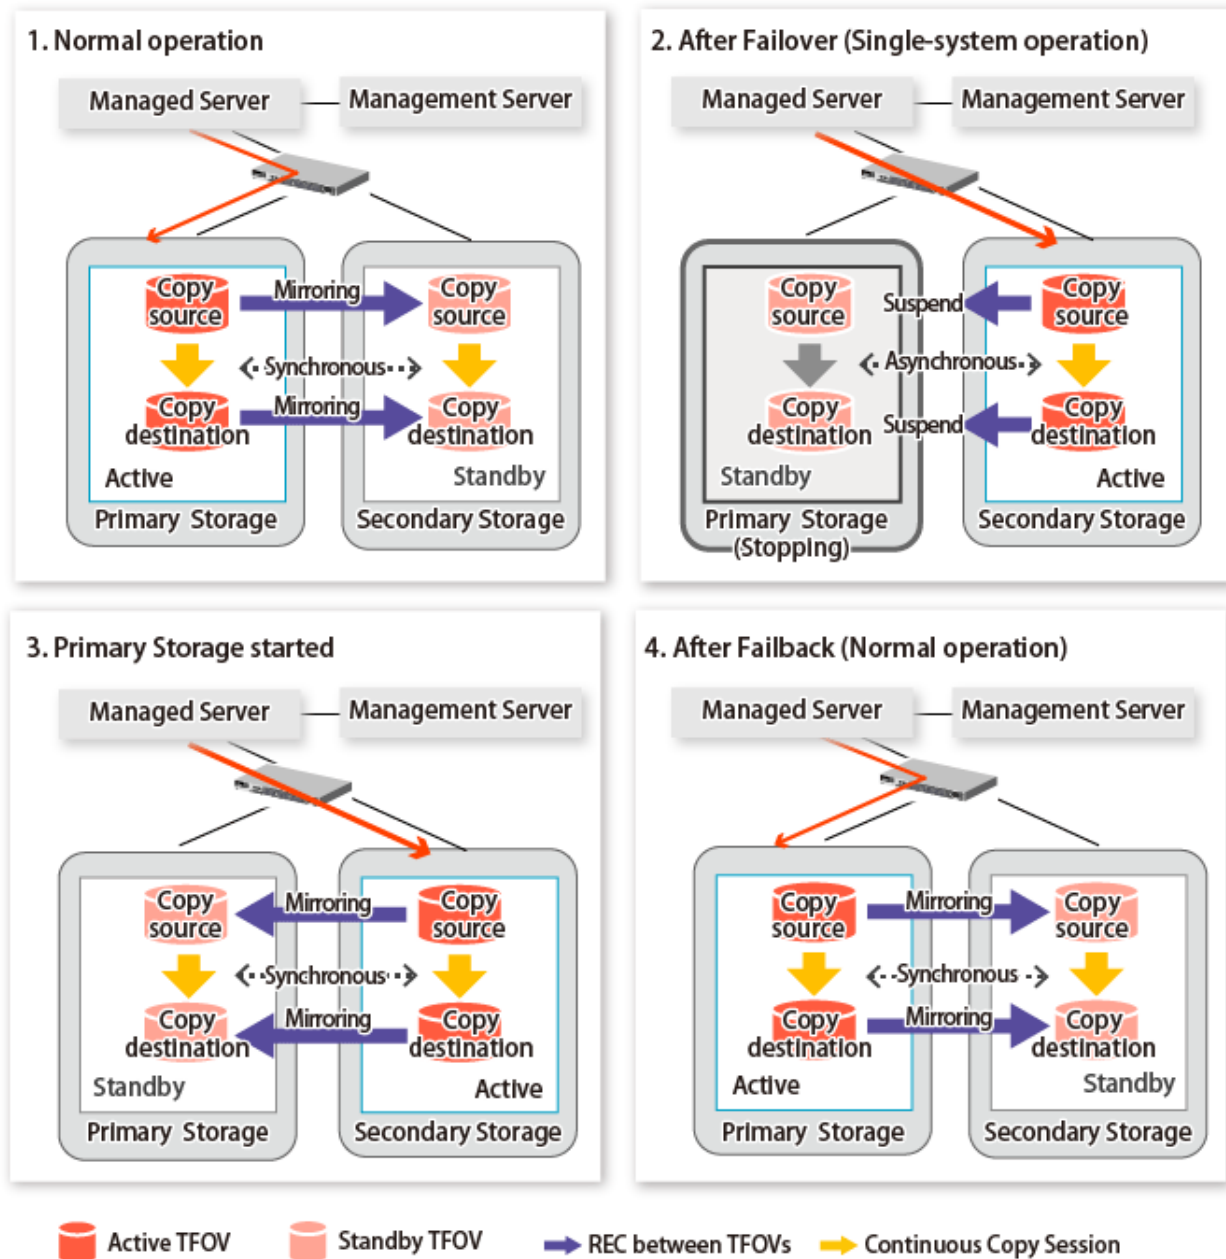 1. Normal operation
Managed Server
Management Server
Copy
source
Mirroring
Copy
source
Synchronous
Copy
destination
Mirroring
Copy
destination
Active
Standby
Primary Storage
Secondary Storage
2. After Failover (Single-system operation)
Managed Server
Management Server
Copy
source
Suspend
Copy
source
Asynchronous
Copy
destination
Suspend
Copy
destination
Standby
Active
Primary Storage
(Stopping)
Secondary Storage
3. Primary Storage started
Managed Server
Management Server
Copy
source
Mirroring
Copy
source
Synchronous
Copy
destination
Mirroring
Copy
destination
Standby
Active
Primary Storage
Secondary Storage
4. After Failback (Normal operation)
Managed Server
Management Server
Copy
source
Mirroring
Copy
source
Synchronous
Copy
destination
Mirroring
Copy
destination
Active
Standby
Primary Storage
Secondary Storage
Active TFOV
Standby TFOV
REC between TFOVs
Continuous Copy Session